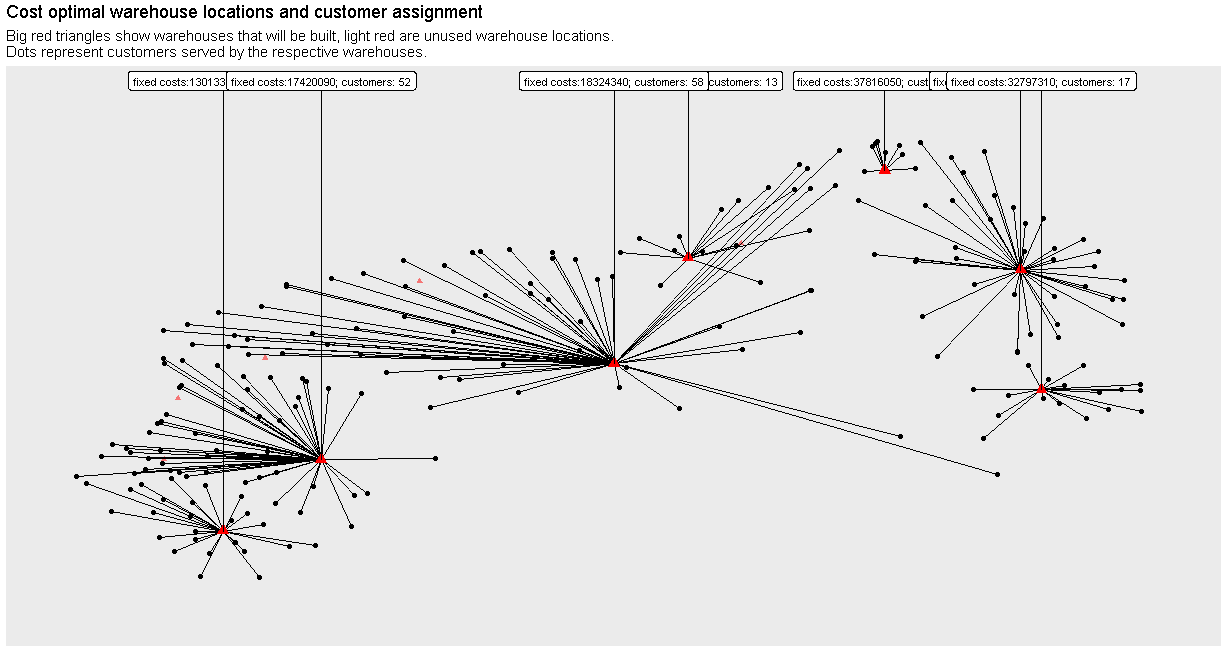 Cost optimal warehouse locations and customer assignment
Big red triangles show warehouses that will be built, light red are unused warehouse locations.
Dots represent customers served by the respective warehouses.
fixed costs:130133
fixed costs:17420090; customers: 52
fixed costs:18324340; customers: 58
customers: 13
fixed costs:37816050; cust
fixed costs:32797310; customers: 17